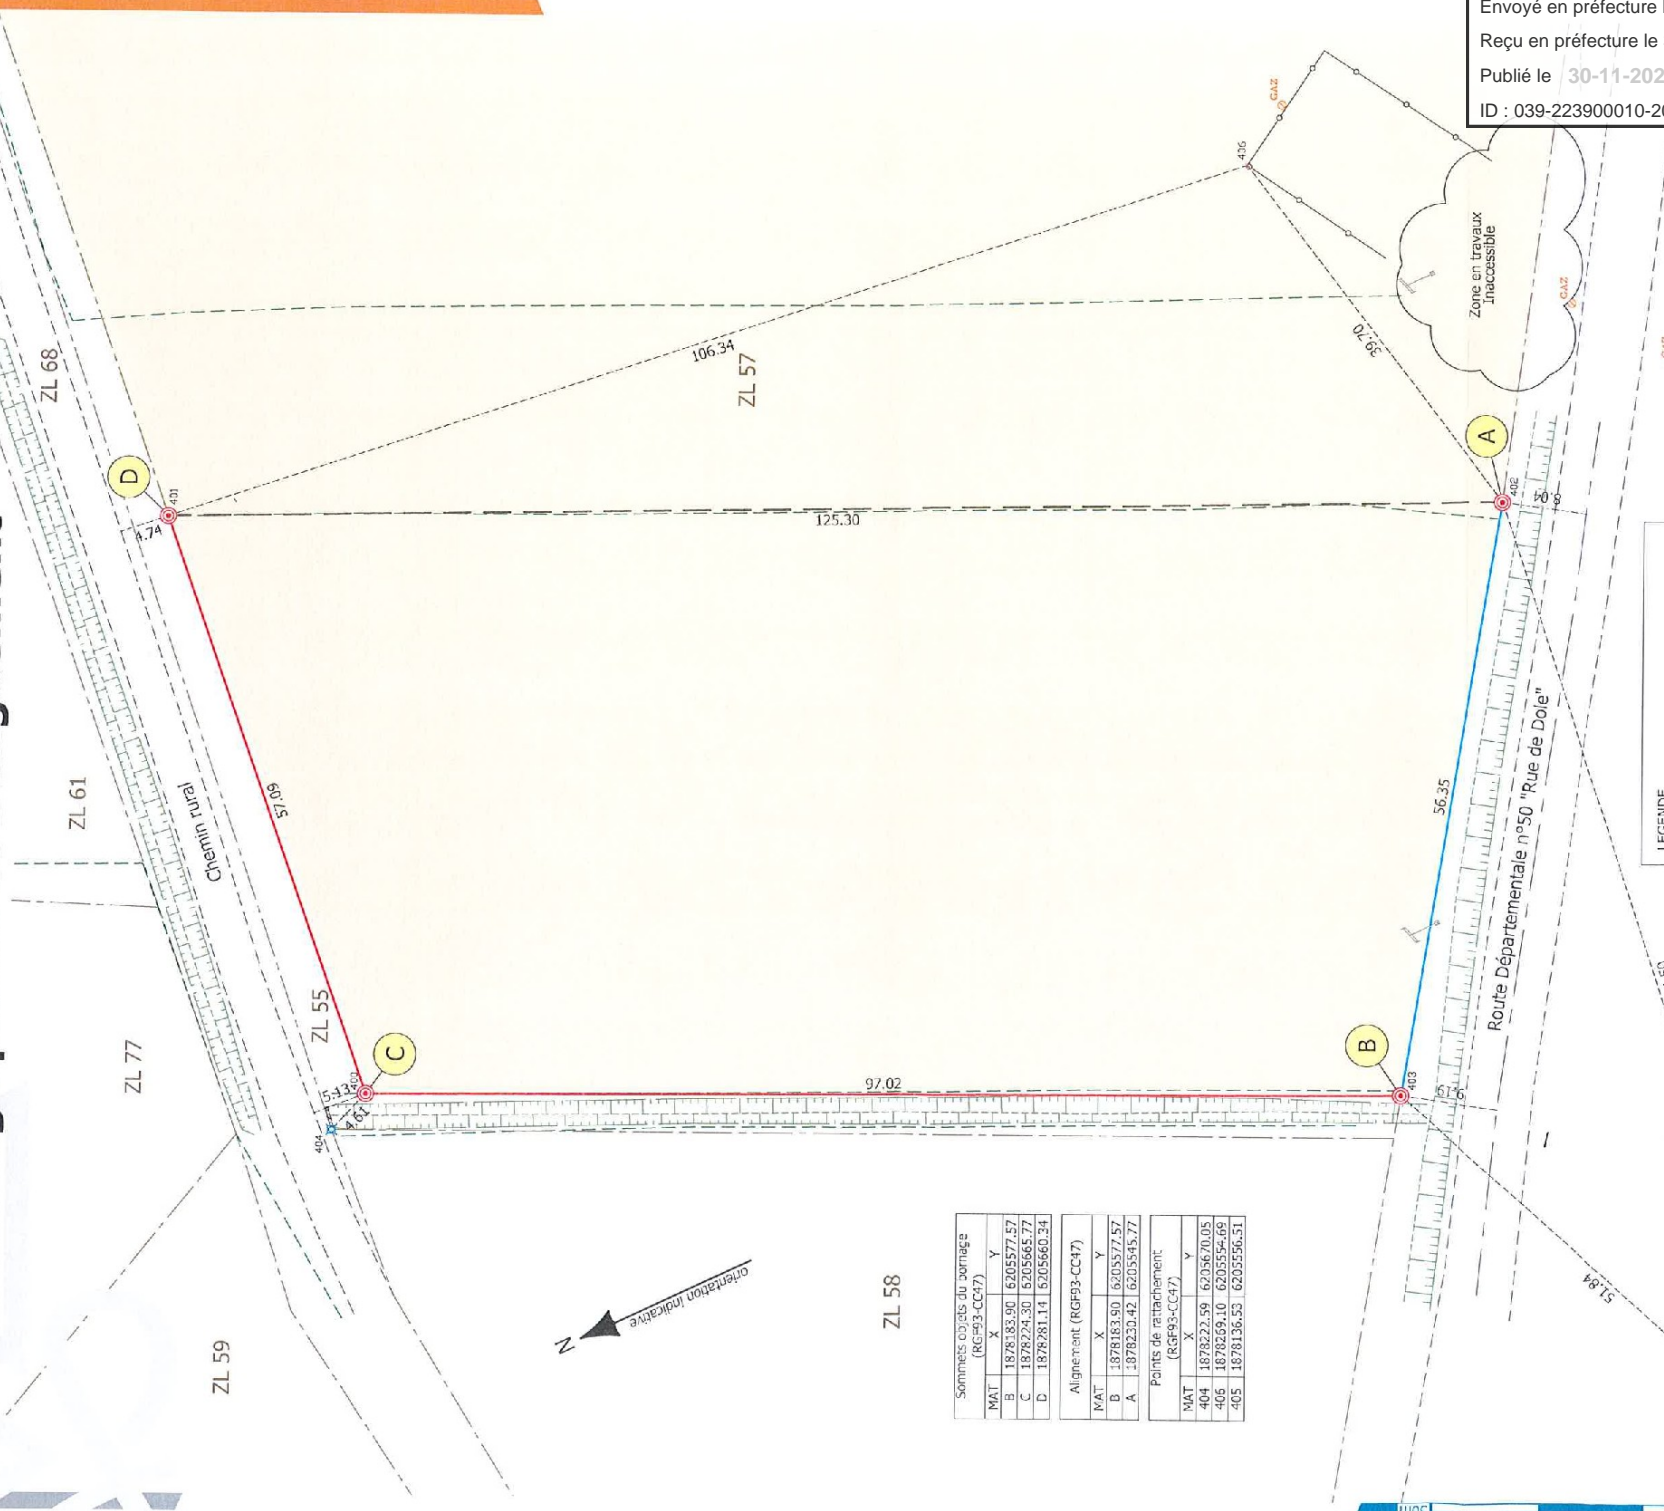 Envoyé en préfecture
Reçu en préfecture le
Publié le 30-11-202
ID : 039-223900010-20
ZL 68
ZL 61
ZL 77
ZL 59
ZL 55
ZL 57
ZL 58
Chemin rural
Route Départementale n°50 "Rue de Dole"
Zone en travaux
Inaccessible
GAZ
GAZ
D
401
4.74
57.09
106.34
125.30
39.70
406
A
402
8.04
56.35
B
403
9.19
97.02
C
400
5.13
4.61
404
51.84
N
orientation indicative
Sommets objets du bornage
(RGF93-CC47)
MAT X Y
B 1878183.90 6205577.57
C 1878224.30 6205665.77
D 1878281.14 6205660.34
Alignement (RGF93-CC47)
MAT X Y
B 1878183.90 6205577.57
A 1878230.42 6205545.77
Points de rattachement
(RGF93-CC47)
MAT X Y
404 1878222.59 6205670.05
406 1878269.10 6205554.69
405 1878136.53 6205556.51
LEGENDE